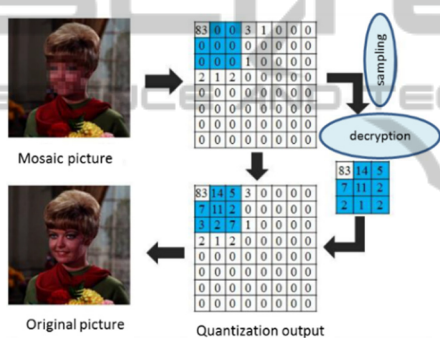 83 0 0 3 1 0 0 0
0 0 0 0 0 0 0 0
0 0 0 1 0 0 0 0
2 1 2 0 0 0 0 0
0 0 0 0 0 0 0 0
0 0 0 0 0 0 0 0
0 0 0 0 0 0 0 0
0 0 0 0 0 0 0 0
sampling
decryption
Mosaic picture
83 14 5
7 11 2
2 1 2
83 14 5 3 0 0 0 0
7 11 2 0 0 0 0 0
3 2 7 1 0 0 0 0
2 1 2 0 0 0 0 0
0 0 0 0 0 0 0 0
0 0 0 0 0 0 0 0
0 0 0 0 0 0 0 0
0 0 0 0 0 0 0 0
Original picture
Quantization output